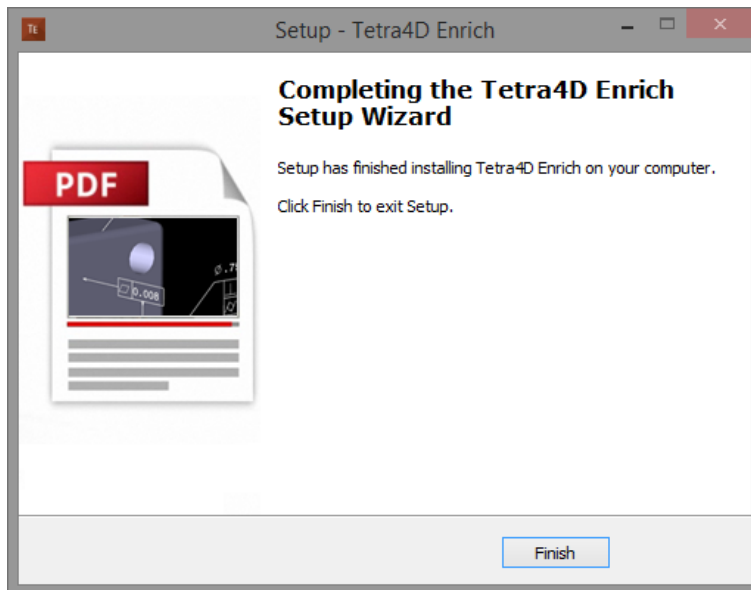 TE
Setup - Tetra4D Enrich
Completing the Tetra4D Enrich
Setup Wizard
Setup has finished installing Tetra4D Enrich on your computer.
Click Finish to exit Setup.
PDF
0.008
Finish